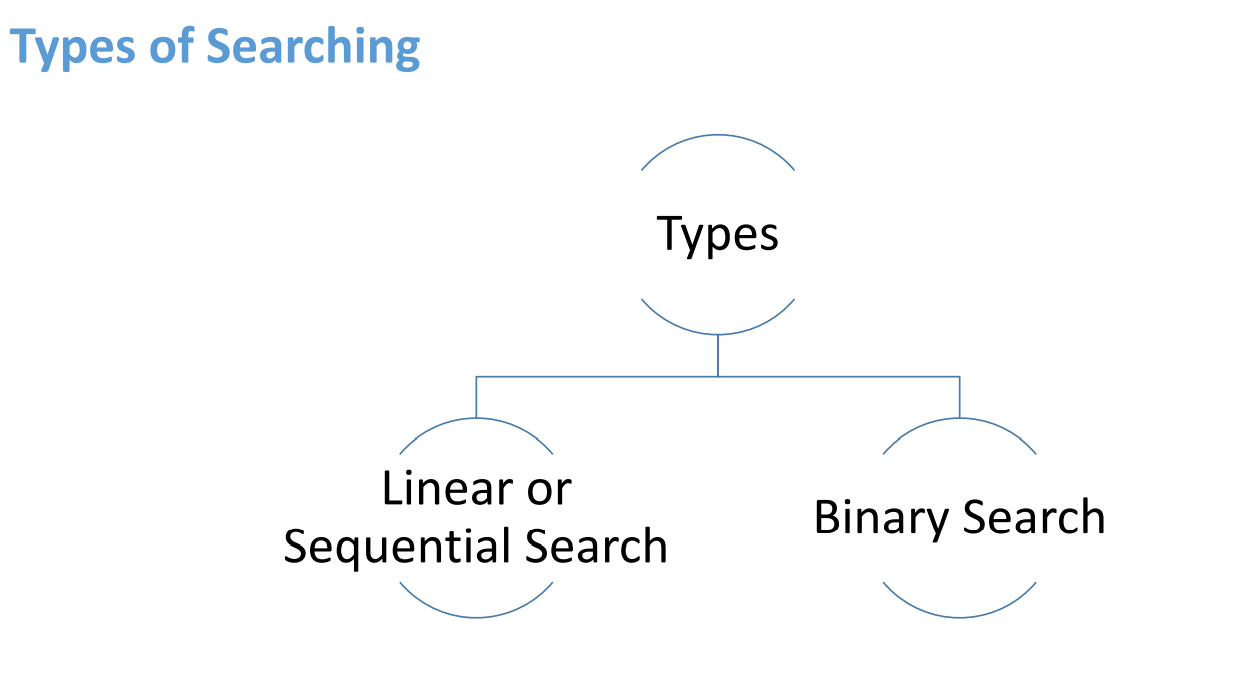 Types of Searching
Types
Linear or
Sequential Search
Binary Search